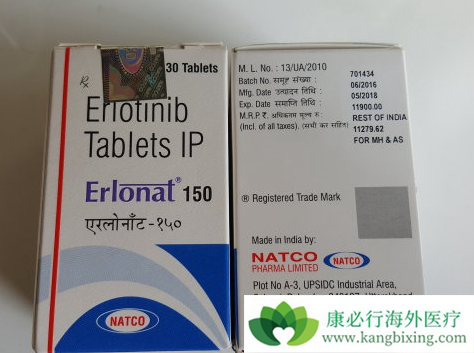 Rx
30 Tablets
Erlotinib
Tablets IP
Erlonat® 150
एरलोनाँट -१५०
NATCO
M. L. No. : 13/UA/2010
Batch No. समूह संख्या : 701434
Mfg. Date उत्पादन तिथि : 06/2016
Exp. Date समाप्ति तिथि : 05/2018
M.R.P. ₹. अधिकतम मूल्य रु 11900.00
(Incl. of all taxes). (सभी कर सहित) REST OF INDIA
11279.62
FOR MH & AS
® Registered Trade Mark
Made in India by:
NATCO
PHARMA LIMITED
NATCO
Plot No A-3, UPSIDC Industrial Area,
康必行海外医疗
www.kangbixing.com